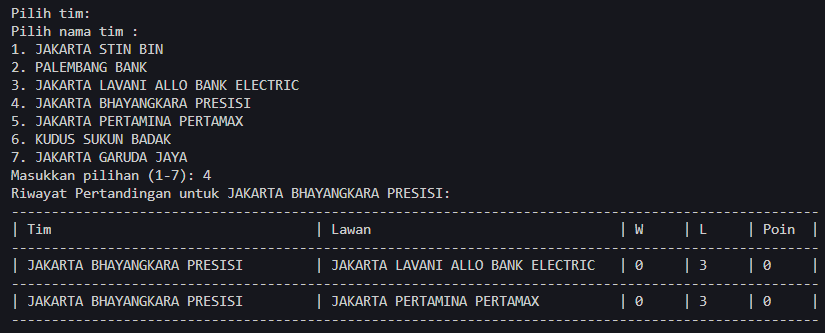 Pilih tim:
Pilih nama tim :
1. JAKARTA STIN BIN
2. PALEMBANG BANK
3. JAKARTA LAVANI ALLO BANK ELECTRIC
4. JAKARTA BHAYANGKARA PRESISI
5. JAKARTA PERTAMINA PERTAMAX
6. KUDUS SUKUN BADAK
7. JAKARTA GARUDA JAYA
Masukkan pilihan (1-7): 4
Riwayat Pertandingan untuk JAKARTA BHAYANGKARA PRESISI:
-----------------------------------------------------------------------------------------------------
| Tim                                 | Lawan                               | W     | L     | Poin  |
-----------------------------------------------------------------------------------------------------
| JAKARTA BHAYANGKARA PRESISI         | JAKARTA LAVANI ALLO BANK ELECTRIC   | 0     | 3     | 0     |
-----------------------------------------------------------------------------------------------------
| JAKARTA BHAYANGKARA PRESISI         | JAKARTA PERTAMINA PERTAMAX          | 0     | 3     | 0     |
-----------------------------------------------------------------------------------------------------